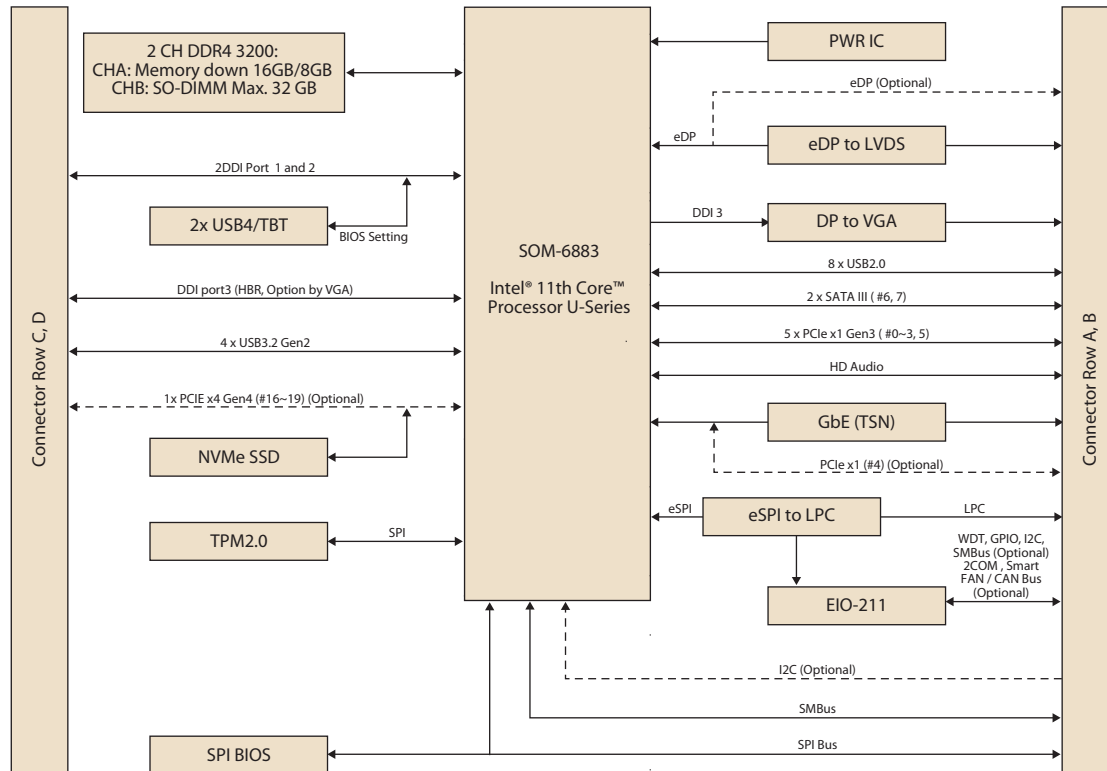 Connector Row C, D
2 CH DDR4 3200:
CHA: Memory down 16GB/8GB
CHB: SO-DIMM Max. 32 GB
2DDI Port 1 and 2
2x USB4/TBT
BIOS Setting
DDI port3 (HBR, Option by VGA)
4 x USB3.2 Gen2
1x PCIE x4 Gen4 (#16~19) (Optional)
NVMe SSD
TPM2.0
SPI
SPI BIOS
SOM-6883
Intel® 11th Core™
Processor U-Series
PWR IC
eDP (Optional)
eDP
eDP to LVDS
DDI 3
DP to VGA
8 x USB2.0
2 x SATA III ( #6, 7)
5 x PCIe x1 Gen3 ( #0~3, 5)
HD Audio
GbE (TSN)
PCIe x1 (#4) (Optional)
eSPI
eSPI to LPC
LPC
WDT, GPIO, I2C,
SMBus (Optional)
2COM , Smart
FAN / CAN Bus
(Optional)
EIO-211
I2C (Optional)
SMBus
SPI Bus
Connector Row A, B